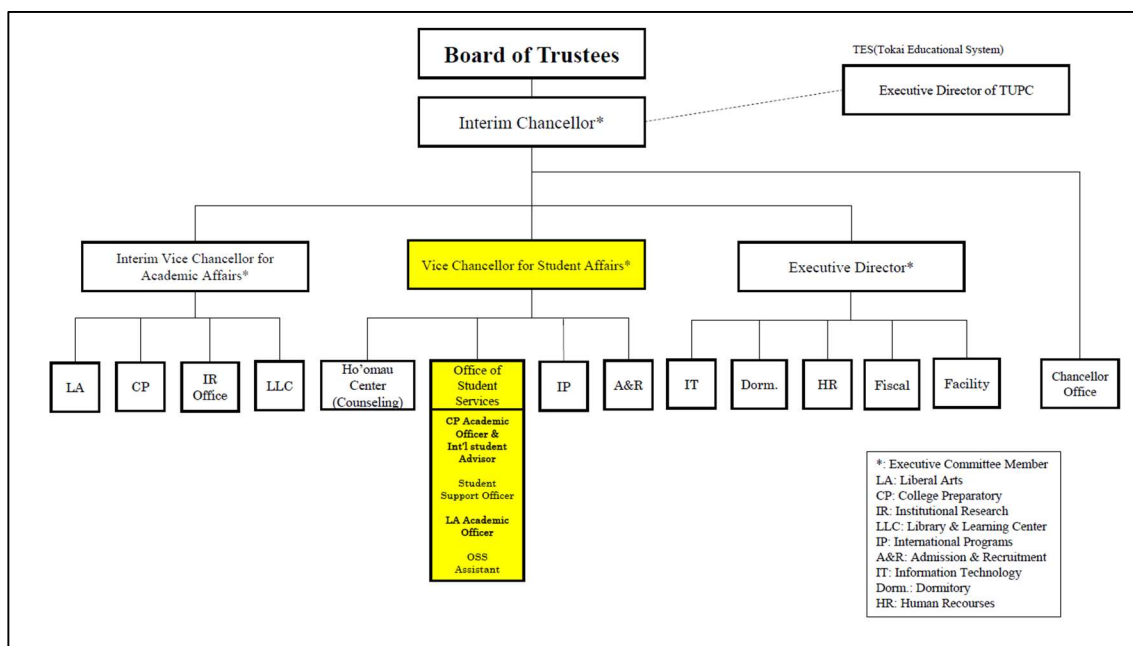 Board of Trustees
TES(Tokai Educational System)
Executive Director of TUPC
Interim Chancellor*
Interim Vice Chancellor for
Academic Affairs*
Vice Chancellor for Student Affairs*
Executive Director*
LA
CP
IR
Office
LLC
Ho'omau
Center
(Counseling)
Office of
Student
Services
CP Academic
Officer &
Int'l student
Advisor
Student
Support Officer
LA Academic
Officer
OSS
Assistant
IP
A&R
IT
Dorm.
HR
Fiscal
Facility
Chancellor
Office
*: Executive Committee Member
LA: Liberal Arts
CP: College Preparatory
IR: Institutional Research
LLC: Library & Learning Center
IP: International Programs
A&R: Admission & Recruitment
IT: Information Technology
Dorm.: Dormitory
HR: Human Recourses